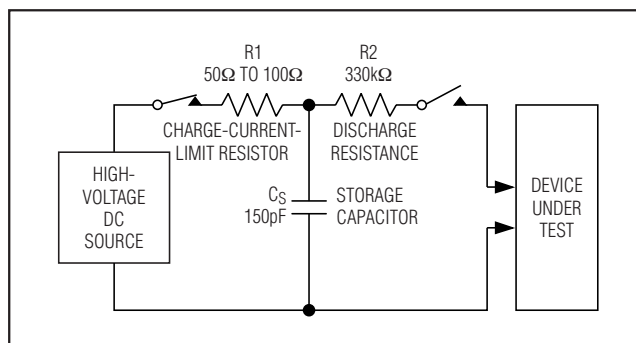 R1
50Ω TO 100Ω
CHARGE-CURRENT-
LIMIT RESISTOR
R2
330kΩ
DISCHARGE
RESISTANCE
HIGH-
VOLTAGE
DC
SOURCE
CS
150pF
STORAGE
CAPACITOR
DEVICE
UNDER
TEST